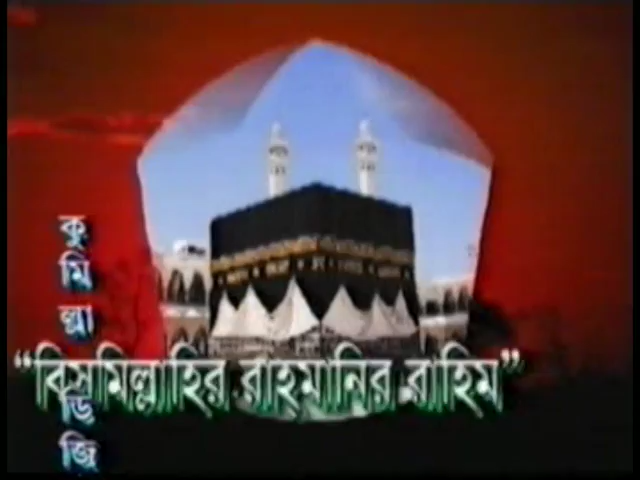 কু
মি
ল্লা
“বিসমিল্লাহির রাহমানির রাহিম”
ডি
জি